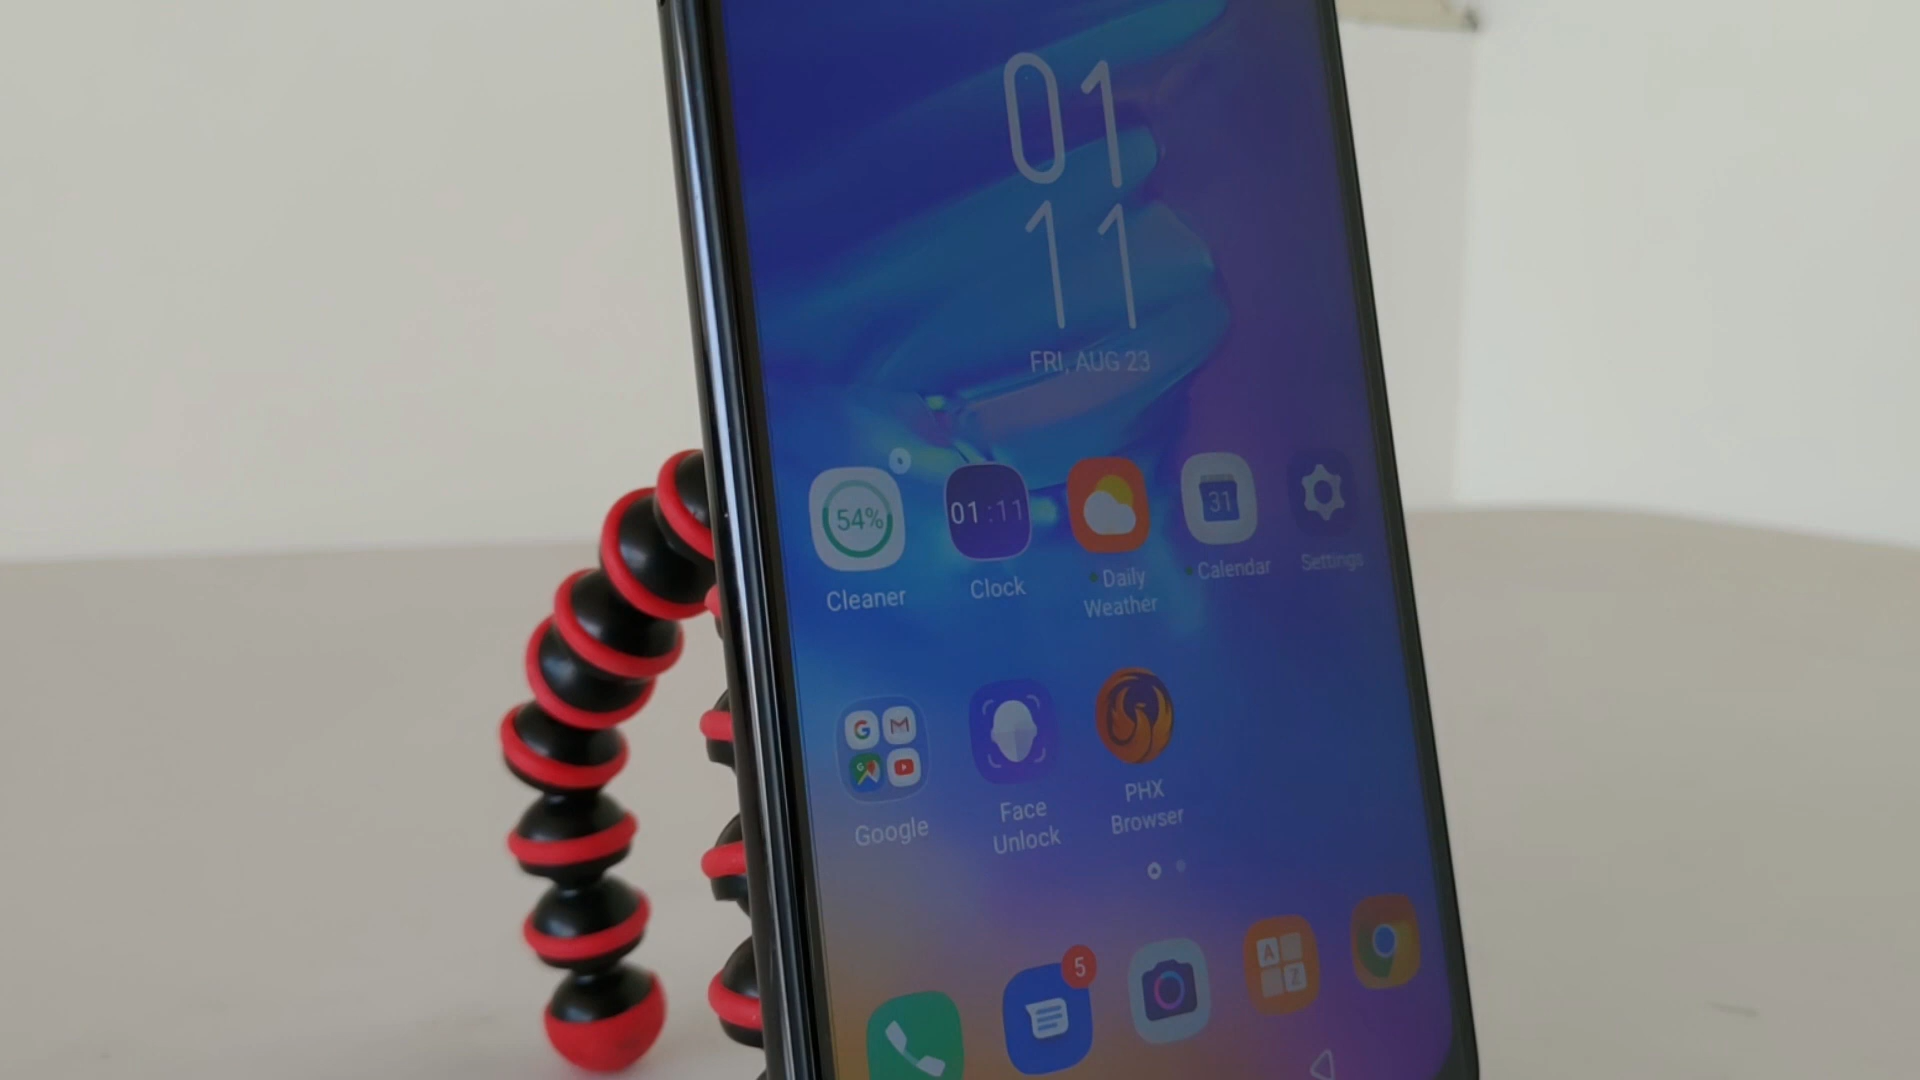 01
11
FRI, AUG 23
54%
01:11
31
Cleaner
Clock
Daily
Weather
Calendar
Settings
G
M
G
Google
Face
Unlock
PHX
Browser
5
A
Z